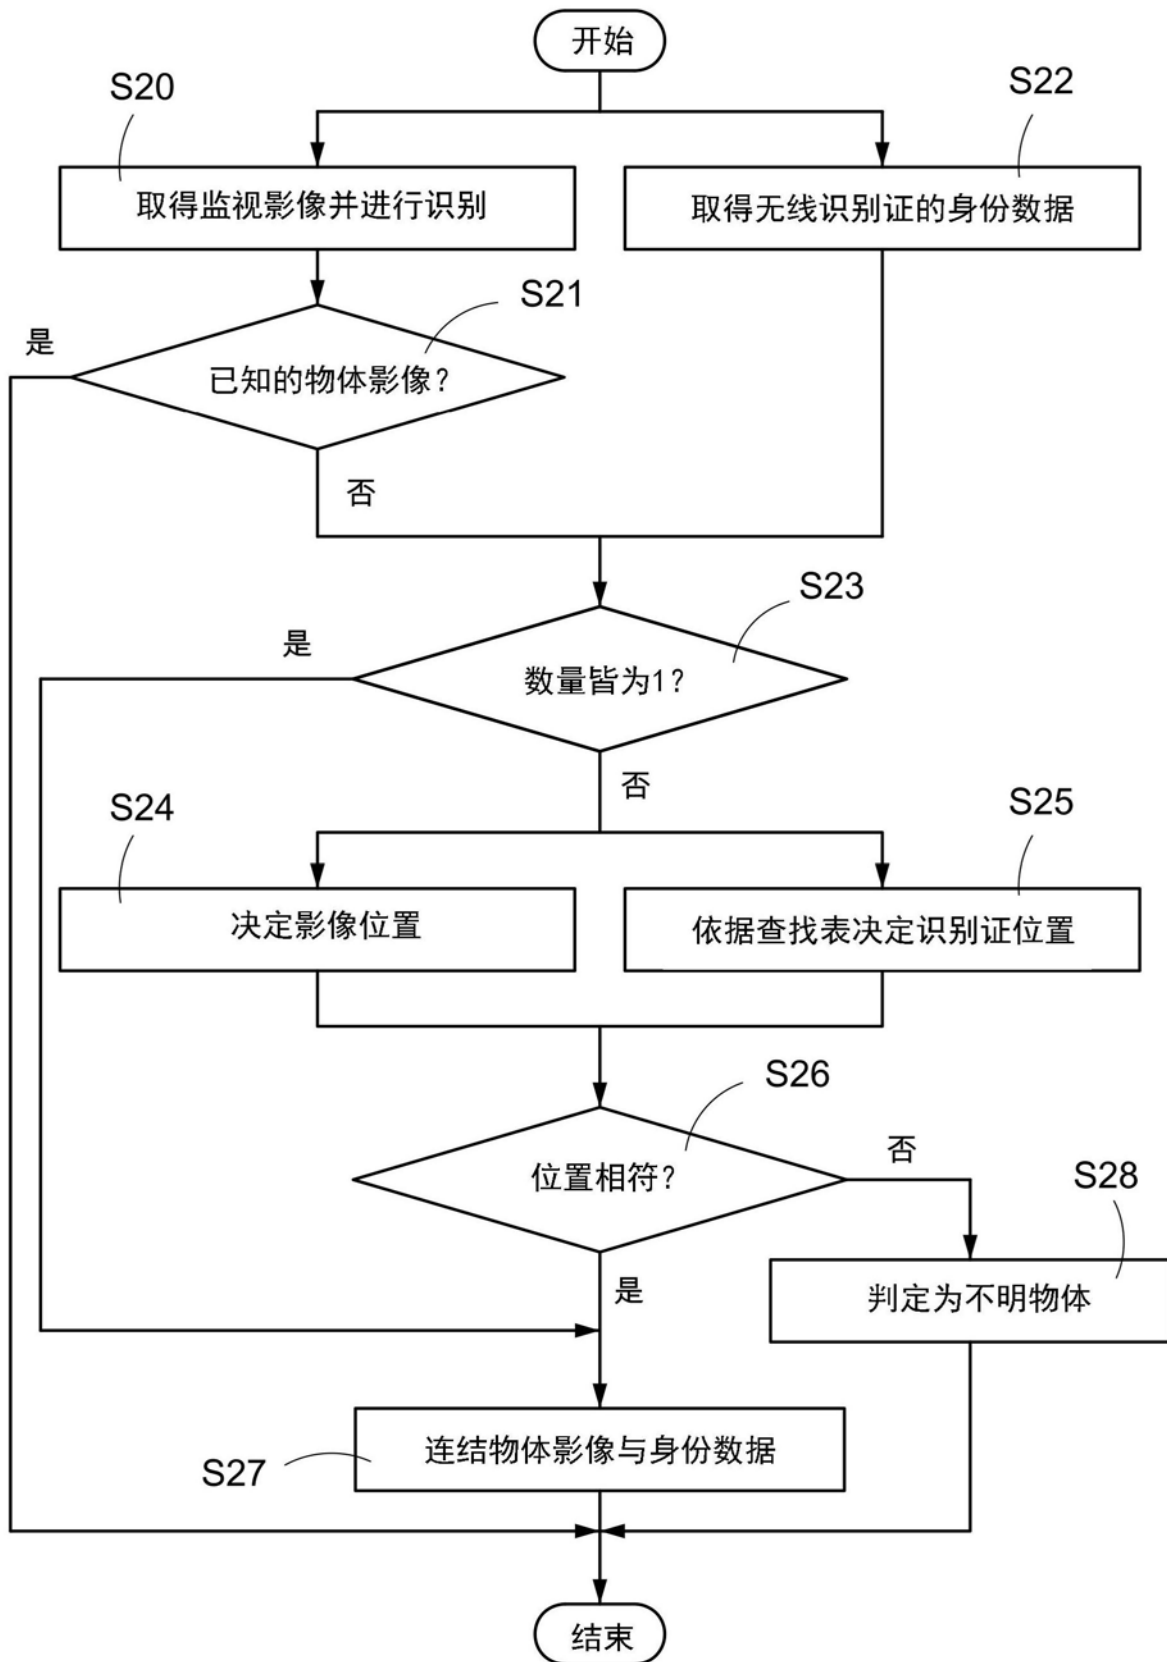 开始
S20
S22
取得监视影像并进行识别
取得无线识别证的身份数据
S21
是
已知的物体影像?
否
S23
是
数量皆为1?
否
S24
S25
决定影像位置
依据查找表决定识别证位置
S26
位置相符?
否
S28
是
判定为不明物体
连结物体影像与身份数据
S27
结束